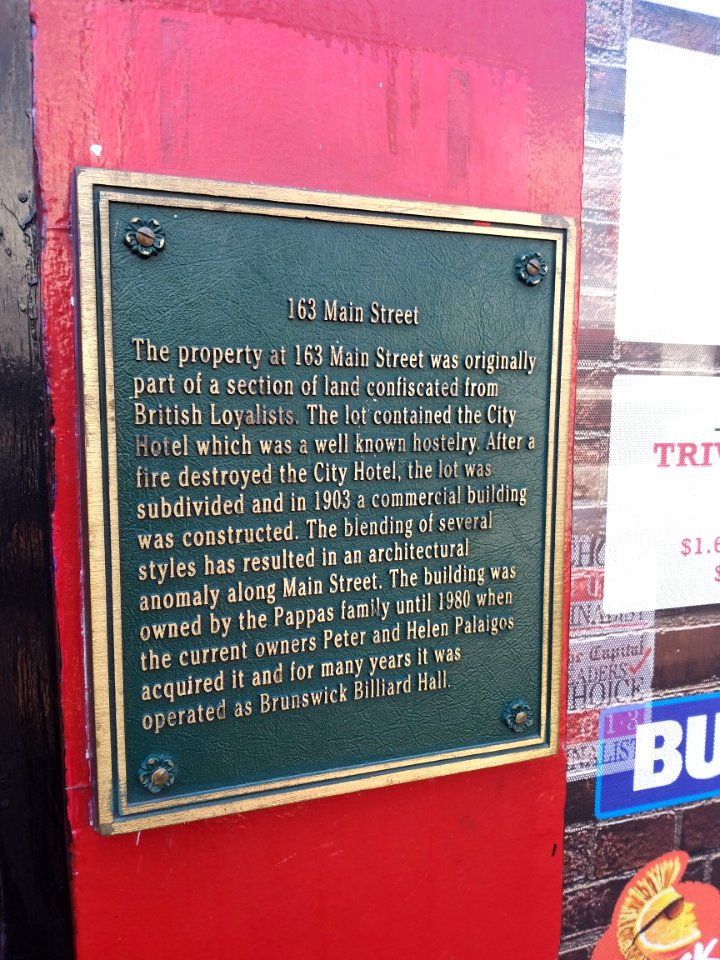 163 Main Street
The property at 163 Main Street was originally
part of a section of land confiscated from
British Loyalists. The lot contained the City
Hotel which was a well known hostelry. After a
fire destroyed the City Hotel, the lot was
subdivided and in 1903 a commercial building
was constructed. The blending of several
styles has resulted in an architectural
anomaly along Main Street. The building was
owned by the Pappas family until 1980 when
the current owners Peter and Helen Palaigos
acquired it and for many years it was
operated as Brunswick Billiard Hall.
TRIV
$1.6
$
Capital
HOICE
BU